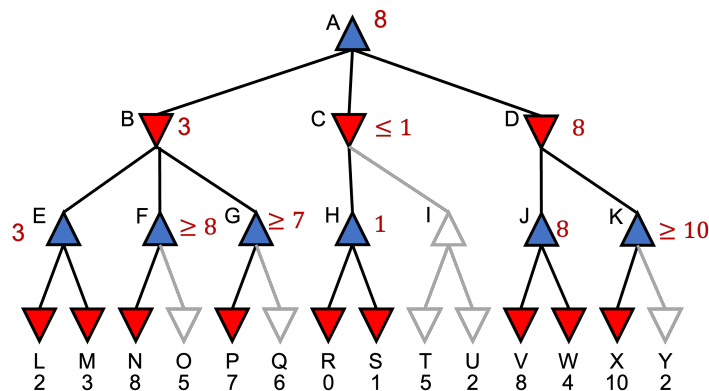 A 8
B 3 C ≤ 1 D 8
3 E F ≥ 8 G ≥ 7 H 1 I J 8 K ≥ 10
L M N O P Q R S T U V W X Y
2 3 8 5 7 6 0 1 5 2 8 4 10 2